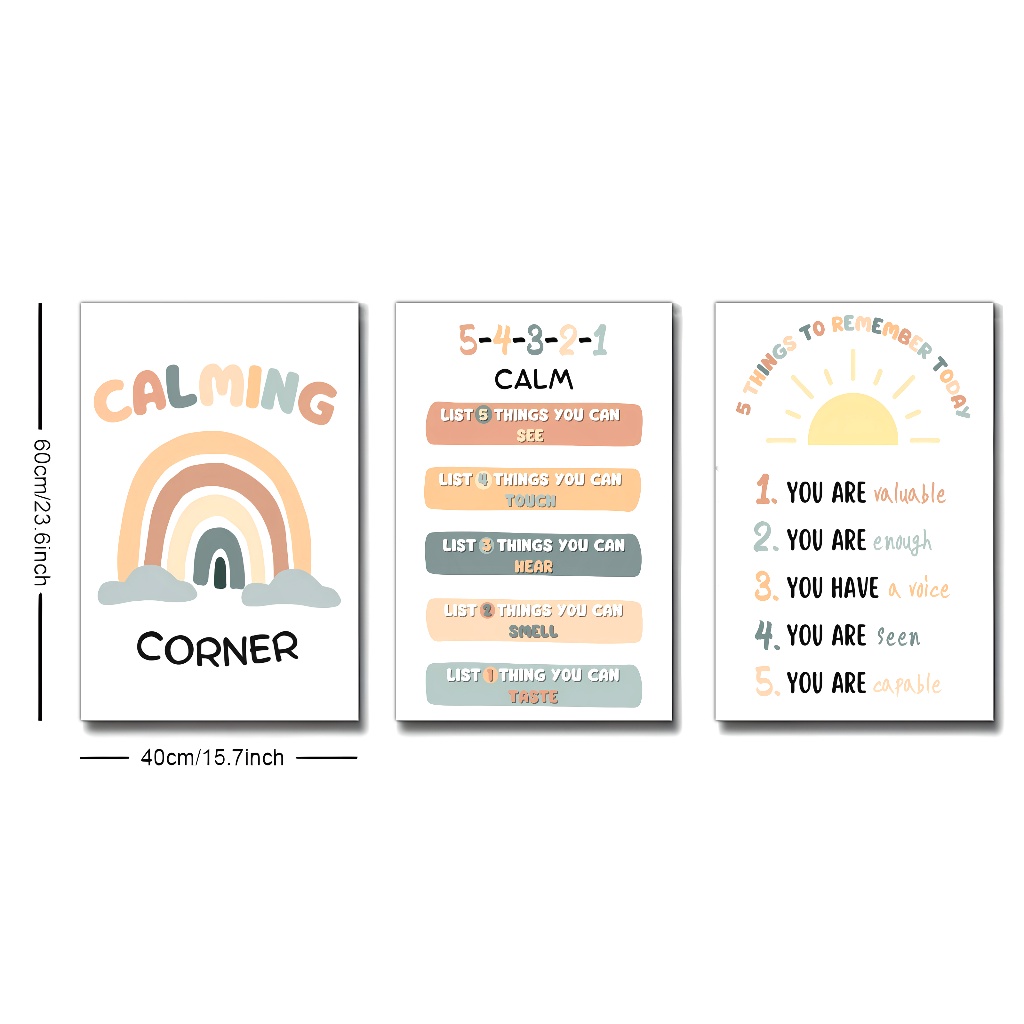 60cm/23.6inch
CALMING
CORNER
40cm/15.7inch
5-4-3-2-1
CALM
LIST 5 THINGS YOU CAN
SEE
LIST 4 THINGS YOU CAN
TOUCH
LIST 3 THINGS YOU CAN
HEAR
LIST 2 THINGS YOU CAN
SMELL
LIST 1 THING YOU CAN
TASTE
5 THINGS TO REMEMBER TODAY
1. YOU ARE valuable
2. YOU ARE enough
3. YOU HAVE a voice
4. YOU ARE seen
5. YOU ARE capable